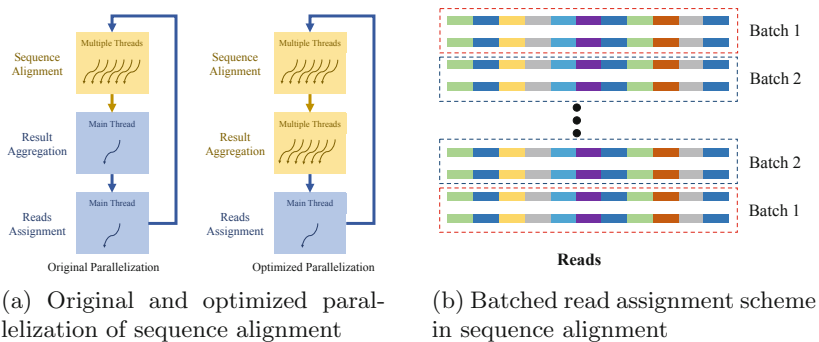 Sequence
Alignment
Multiple Threads
Result
Aggregation
Main Thread
Reads
Assignment
Main Thread
Original Parallelization
Sequence
Alignment
Multiple Threads
Result
Aggregation
Multiple Threads
Reads
Assignment
Main Thread
Optimized Parallelization
(a) Original and optimized paral-
lelization of sequence alignment
Batch 1
Batch 2
Batch 2
Batch 1
Reads
(b) Batched read assignment scheme
in sequence alignment